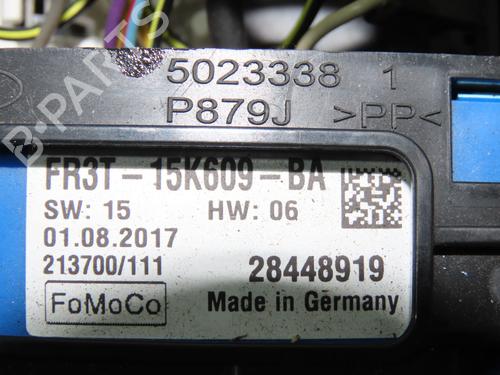 5023338 1
P879J >PP<
FR3T-15K609-BA
SW: 15 HW: 06
01.08.2017
213700/111 28448919
FoMoCo Made in Germany
B-PARTS